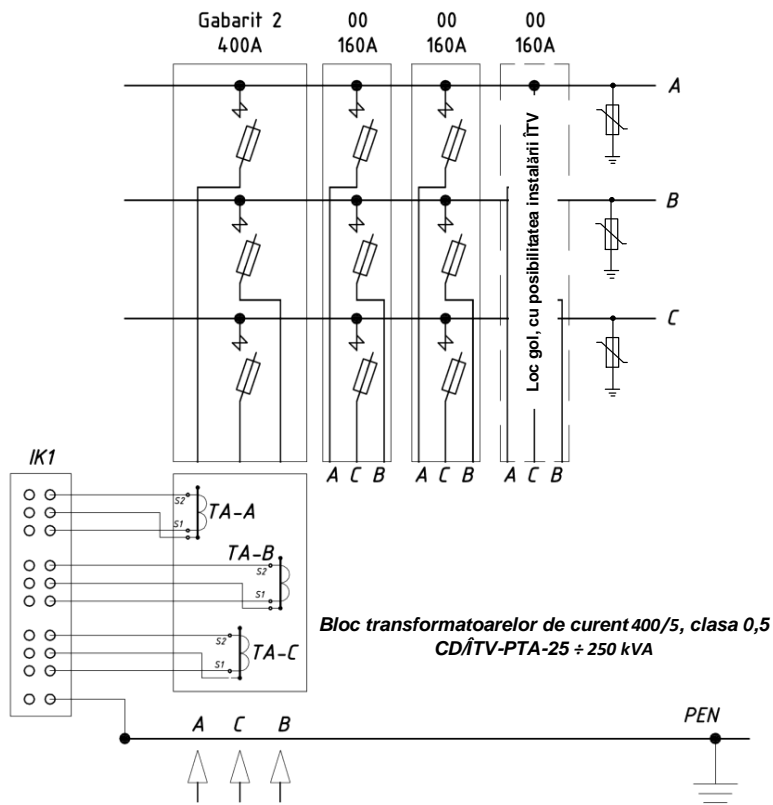 Gabarit 2
400A
00
160A
00
160A
00
160A
A
B
C
Loc gol, cu posibilitatea instalării ÎTV
A C B
A C B
A C B
IK1
S2
S1
TA-A
TA-B
S2
S1
S2
S1
TA-C
Bloc transformatoarelor de curent 400/5, clasa 0,5
CD/ÎTV-PTA-25 ÷ 250 kVA
A C B
PEN